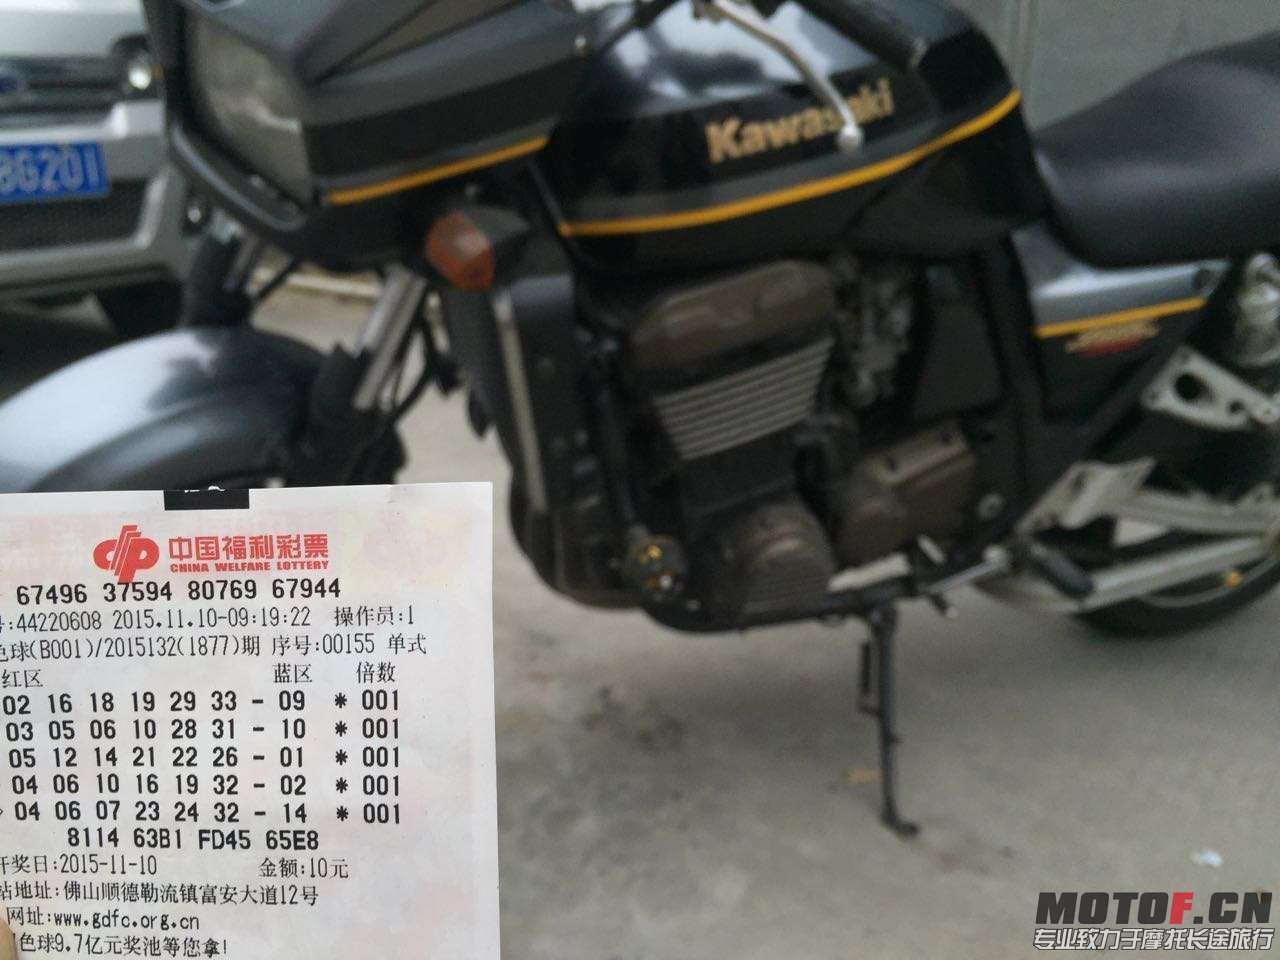 Kawasaki
8G201
中国福利彩票
CHINA WELFARE LOTTERY
67496 37594 80769 67944
号:44220608 2015.11.10-09:19:22 操作员:1
色球(B001)/2015132(1877)期 序号:00155 单式
红区 蓝区 倍数
02 16 18 19 29 33 - 09 * 001
03 05 06 10 28 31 - 10 * 001
05 12 14 21 22 26 - 01 * 001
04 06 10 16 19 32 - 02 * 001
04 06 07 23 24 32 - 14 * 001
8114 63B1 FD45 65E8
开奖日:2015-11-10 金额:10元
站地址:佛山顺德勒流镇富安大道12号
网址:www.gdfc.org.cn
色球9.7亿元奖池等您拿!
MOTOF.CN
专业致力于摩托长途旅行